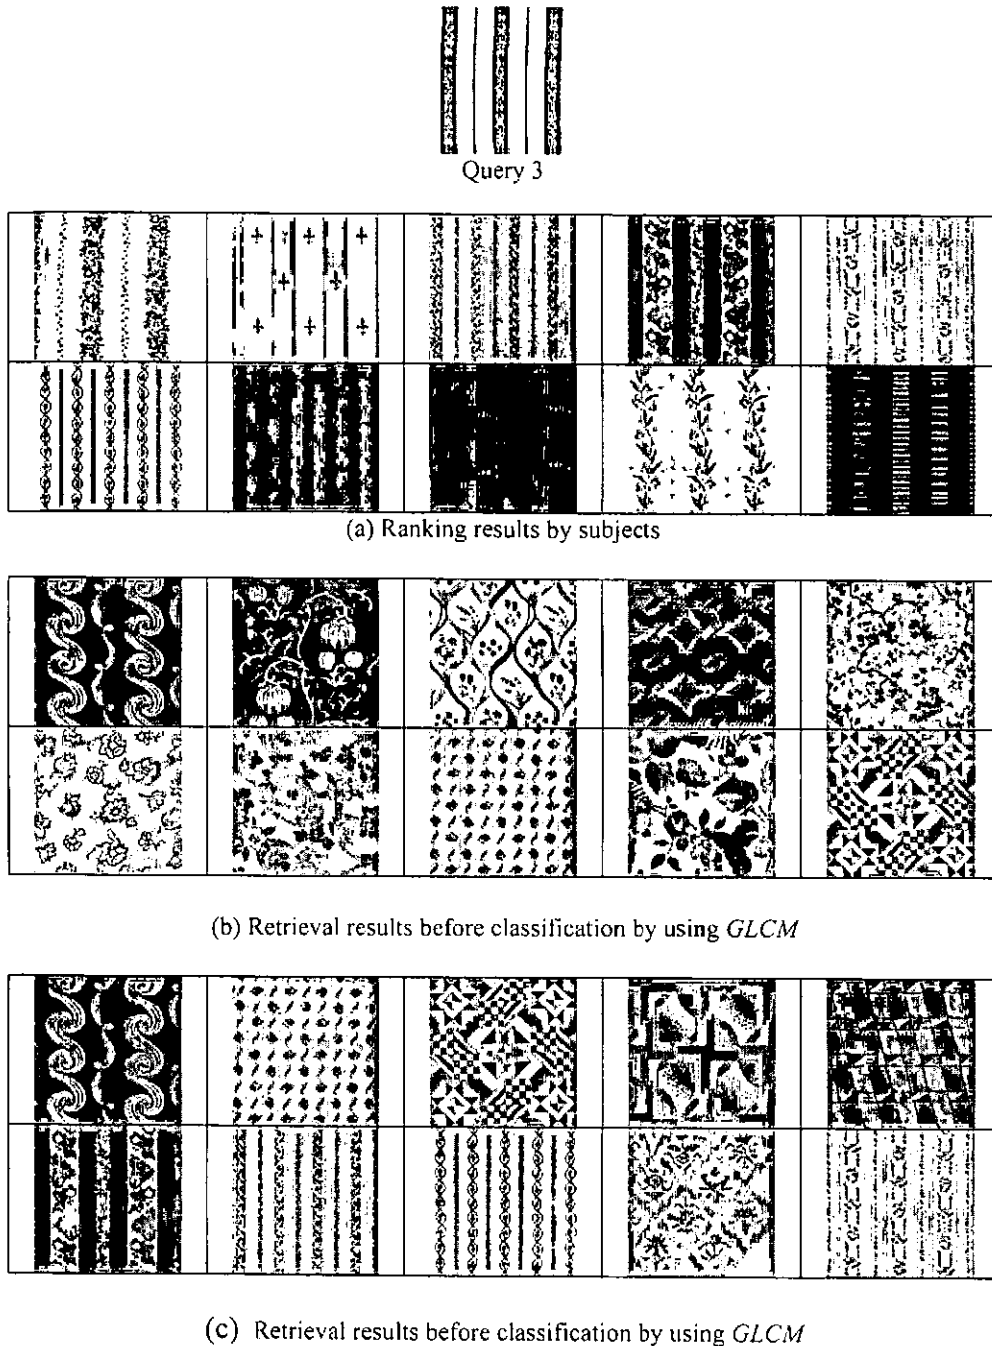 Query 3
(a) Ranking results by subjects
(b) Retrieval results before classification by using GLCM
(c) Retrieval results before classification by using GLCM